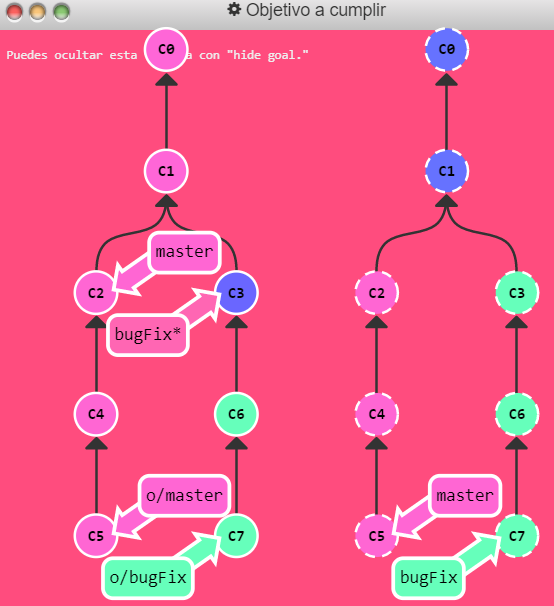 Objetivo a cumplir
Puedes ocultar esta a con "hide goal."
C0 C0
C1 C1
master
C2 C3 C2 C3
bugFix*
C4 C6 C4 C6
o/master master
C5 C7 C5 C7
o/bugFix bugFix